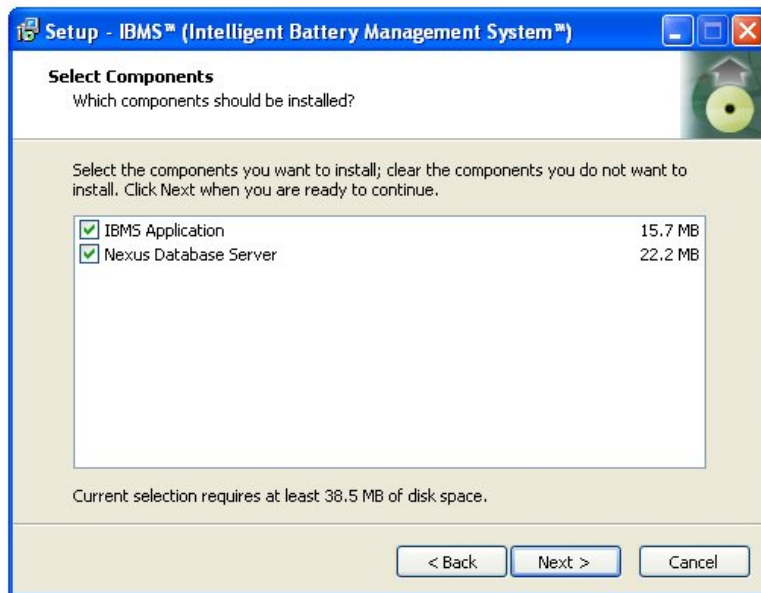 Setup - IBMS™ (Intelligent Battery Management System™)
Select Components
Which components should be installed?
Select the components you want to install; clear the components you do not want to
install. Click Next when you are ready to continue.
IBMS Application 15.7 MB
Nexus Database Server 22.2 MB
Current selection requires at least 38.5 MB of disk space.
< Back Next > Cancel